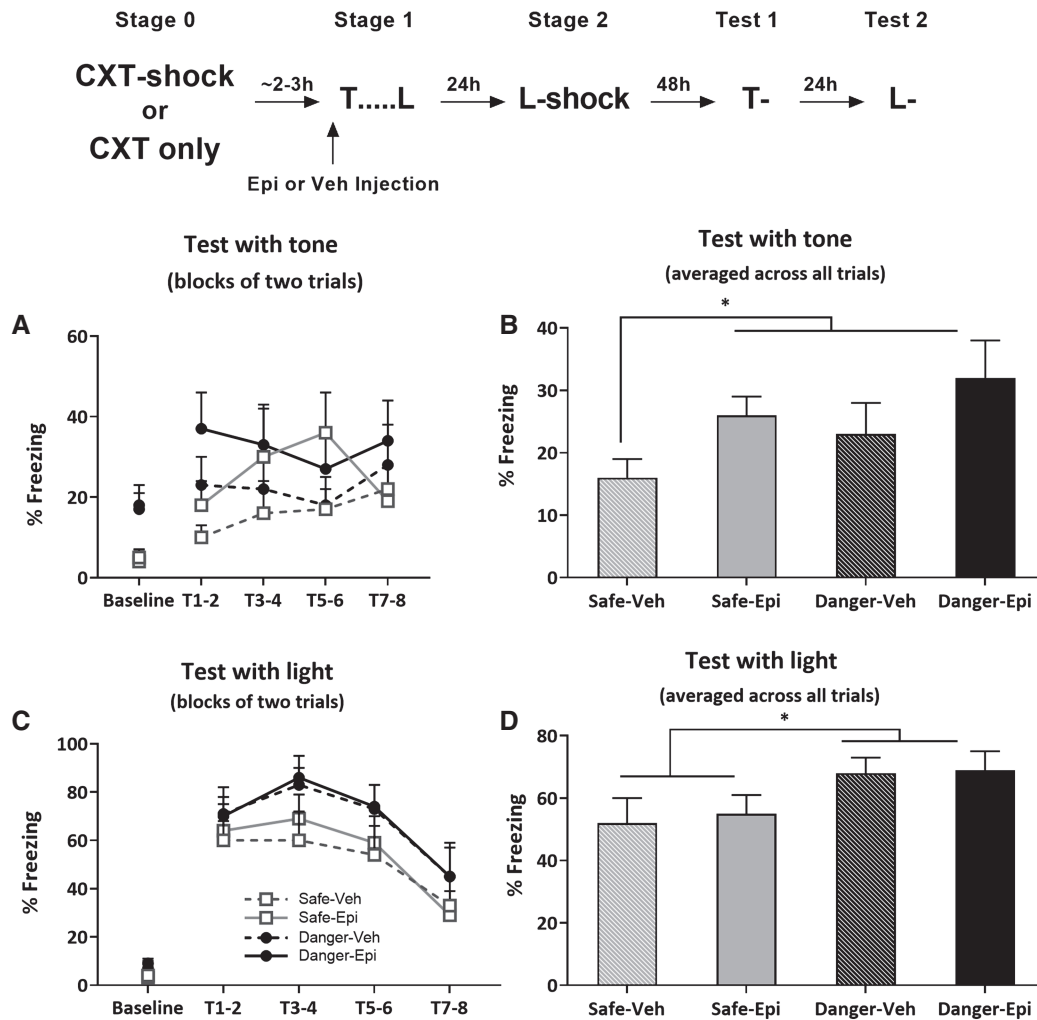 Stage 0 Stage 1 Stage 2 Test 1 Test 2
CXT-shock
or
CXT only
~2-3h
T.....L
24h
L-shock
48h
T-
24h
L-
Epi or Veh Injection
Test with tone
(blocks of two trials)
A
60
40
20
0
% Freezing
Baseline T1-2 T3-4 T5-6 T7-8
Test with tone
(averaged across all trials)
B
*
40
30
20
10
0
% Freezing
Safe-Veh Safe-Epi Danger-Veh Danger-Epi
Test with light
(blocks of two trials)
C
100
80
60
40
20
0
% Freezing
Safe-Veh
Safe-Epi
Danger-Veh
Danger-Epi
Baseline T1-2 T3-4 T5-6 T7-8
Test with light
(averaged across all trials)
D
*
80
60
40
20
0
% Freezing
Safe-Veh Safe-Epi Danger-Veh Danger-Epi